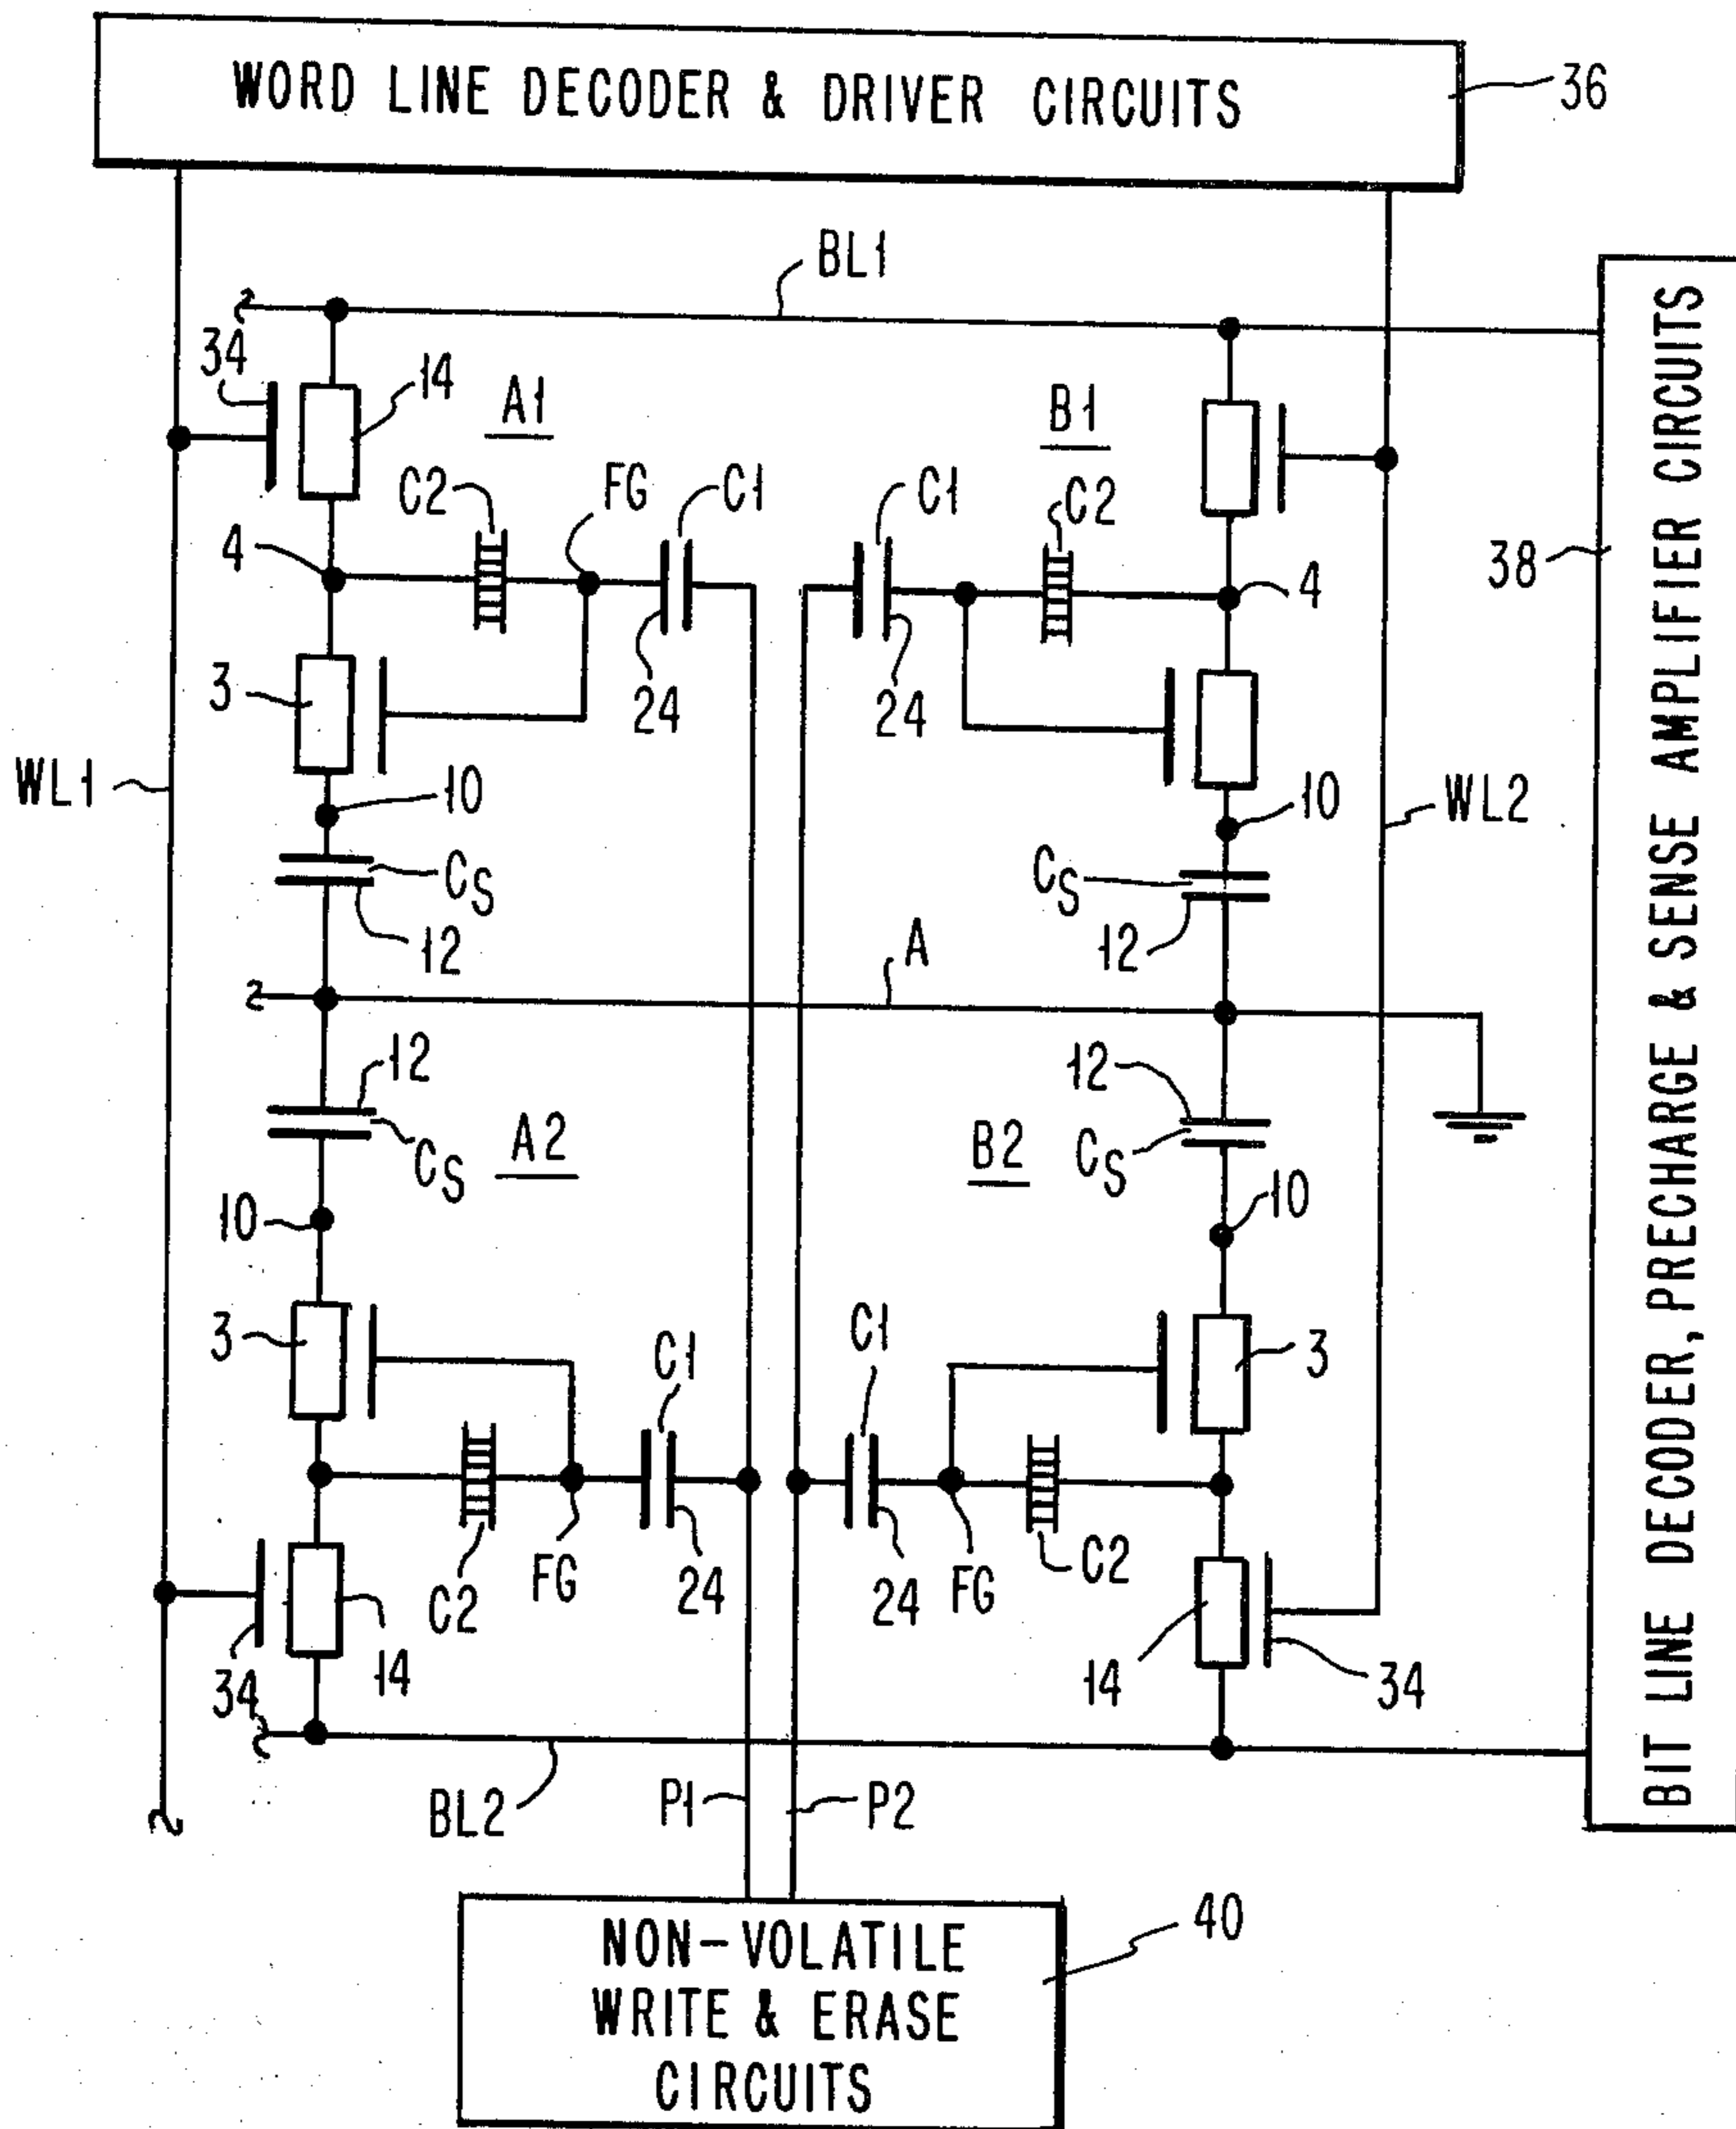 WORD LINE DECODER & DRIVER CIRCUITS
36
BL1
34
14
A1
B1
C2
FG
C1
C1
C2
38
4
4
24
24
3
WL1
10
10
WL2
CS
CS
12
12
A
12
12
A2
B2
CS
CS
10
10
3
C1
C1
3
C2
FG
24
24
FG
C2
34
14
14
34
BL2
P1
P2
BIT LINE DECODER, PRECHARGE & SENSE AMPLIFIER CIRCUITS
NON-VOLATILE
WRITE & ERASE
CIRCUITS
40